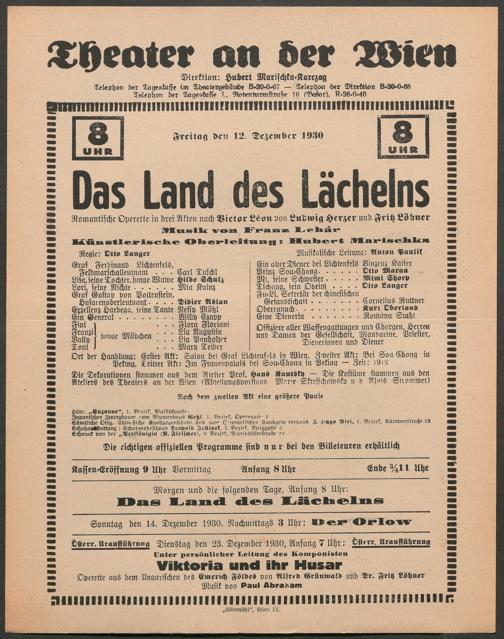 Theater an der Wien
Direktion: Hubert Marischka-Karczag
Telephon der Tageskasse im Theatergebäude B-20-0-67 — Telephon der Direktion B-20-0-68
Telephon der Tageskasse I., Rotenturmstraße 16 (Bazar), R-26-0-40
8 UHR
Freitag den 12. Dezember 1930
8 UHR
Das Land des Lächelns
Romantische Operette in drei Akten nach Victor Léon von Ludwig Herzer und Fritz Löhner
Musik von Franz Lehár
Künstlerische Oberleitung: Hubert Marischka
Regie: Otto Langer
Musikalische Leitung: Anton Paulik
Graf Ferdinand Lichtenfels,
Feldmarschalleutnant Carl Tuschl
Lisa, seine Tochter, junge Witwe Hilde Schulz
Lori, seine Nichte Mia Kainz
Graf Gustav von Pottenstein,
Husarenoberleutnant Didier Aslan
Exzellenz Hardegg, seine Tante
Ein General Willy Czapp
Fini Flora Floriani
Franzi Lia Augustin
Vally junge Mädchen
Toni Mary Tedler
Ein alter Diener bei Lichtenfels Vinzenz Kaiser
Prinz Sou-Chong Otto Maran
Mi, seine Schwester Mimi Shorp
Tschang, sein Oheim Otto Langer
Fu-Li, Sekretär der chinesischen
Gesandtschaft Cornelius Kuttner
Obereunuch Kurt Oberland
Eine Dienerin Romana Stahl
Offiziere aller Waffengattungen und Chargen, Herren
und Damen der Gesellschaft, Mandarine, Priester,
Dienerinnen und Diener
Ort der Handlung: Erster Akt: Salon bei Graf Lichtenfels in Wien. Zweiter Akt: Bei Sou-Chong in
Peking. Dritter Akt: Im Frauenpalais bei Sou-Chong in Peking — Zeit: 1912
Die Dekorationen stammen aus dem Atelier des Prof. Hans Kautsky — Die Kostüme stammen aus den
Ateliers des Theaters an der Wien
Nach dem zweiten Akt eine größere Pause
Die richtigen offiziellen Programme sind nur bei den Billeteuren erhältlich
Kassen-Eröffnung 9 Uhr Vormittag
Anfang 8 Uhr
Ende ¾11 Uhr
Morgen und die folgenden Tage, Anfang 8 Uhr:
Das Land des Lächelns
Sonntag den 14. Dezember 1930. Nachmittags 3 Uhr: Der Orlow
Österr. Uraufführung
Dienstag den 23. Dezember 1930, Anfang 7 Uhr:
Österr. Uraufführung
Unter persönlicher Leitung des Komponisten
Viktoria und ihr Husar
Operette aus dem Ungarischen des Emerich Földes von Alfred Grünwald und Dr. Fritz Löhner
Musik von Paul Abraham